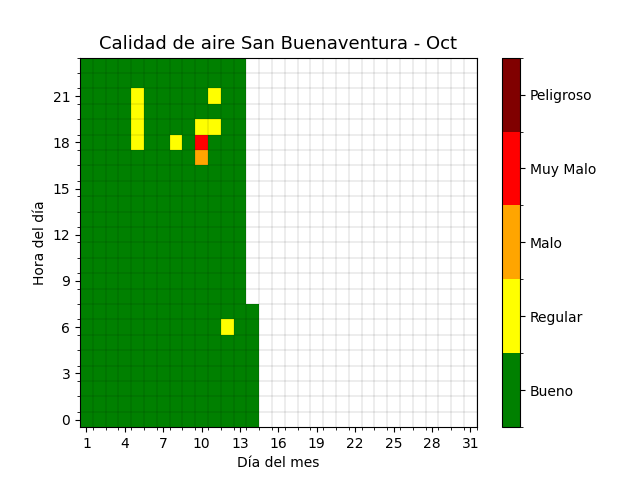 Calidad de aire San Buenaventura - Oct
Hora del día
21
18
15
12
9
6
3
0
1 4 7 10 13 16 19 22 25 28 31
Día del mes
Peligroso
Muy Malo
Malo
Regular
Bueno